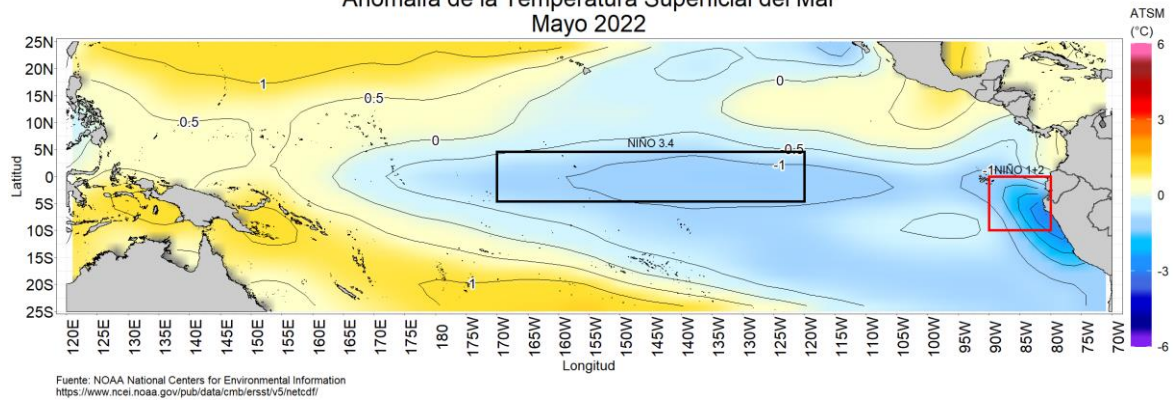 Anomalía de la Temperatura Superficial del Mar
Mayo 2022
ATSM
(°C)
6
3
0
-3
-6
25N
20N
15N
10N
5N
0
5S
10S
15S
20S
25S
Latitud
1
0.5
0.5
0
0
0.5
-1
1
NIÑO 3.4
-1
NIÑO 1+2
120E 125E 130E 135E 140E 145E 150E 155E 160E 165E 170E 175E 180 175W 170W 165W 160W 155W 150W 145W 140W 135W 130W 125W 120W 115W 110W 105W 100W 95W 90W 85W 80W 75W 70W
Longitud
Fuente: NOAA National Centers for Environmental Information
https://www.ncei.noaa.gov/pub/data/cmb/ersst/v5/netcdf/